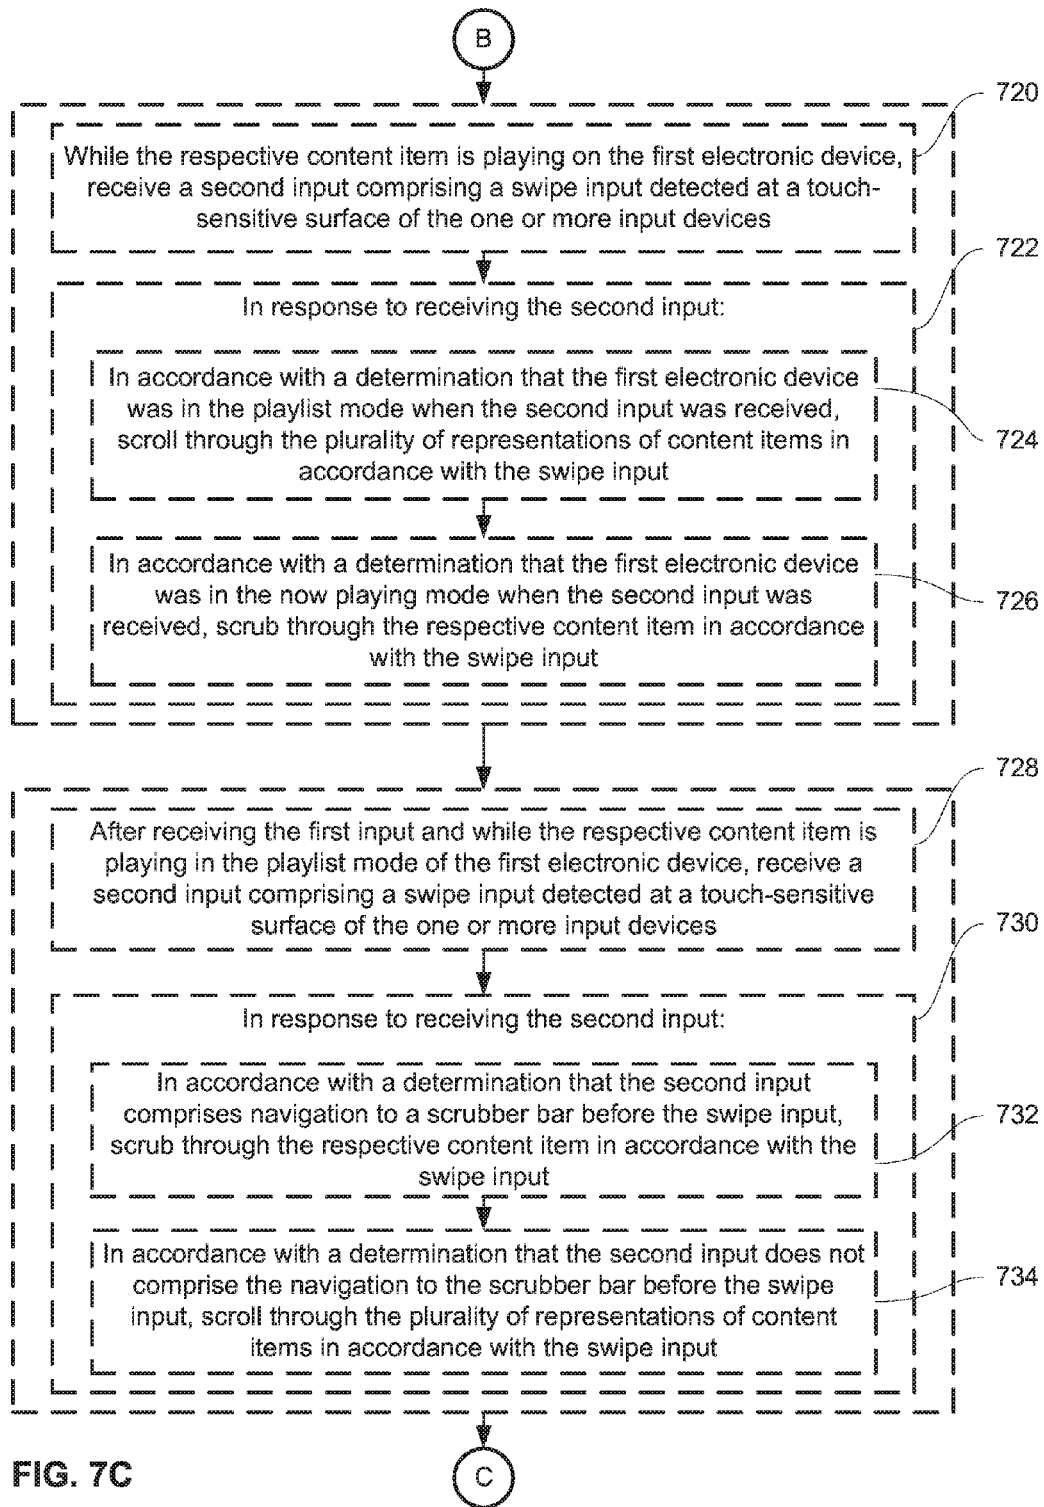 B
720
While the respective content item is playing on the first electronic device,
receive a second input comprising a swipe input detected at a touch-
sensitive surface of the one or more input devices
722
In response to receiving the second input:
In accordance with a determination that the first electronic device
was in the playlist mode when the second input was received,
scroll through the plurality of representations of content items in
accordance with the swipe input
724
In accordance with a determination that the first electronic device
was in the now playing mode when the second input was
received, scrub through the respective content item in accordance
with the swipe input
726
728
After receiving the first input and while the respective content item is
playing in the playlist mode of the first electronic device, receive a
second input comprising a swipe input detected at a touch-sensitive
surface of the one or more input devices
730
In response to receiving the second input:
In accordance with a determination that the second input
comprises navigation to a scrubber bar before the swipe input,
scrub through the respective content item in accordance with the
swipe input
732
In accordance with a determination that the second input does not
comprise the navigation to the scrubber bar before the swipe
input, scroll through the plurality of representations of content
items in accordance with the swipe input
734
FIG. 7C
C